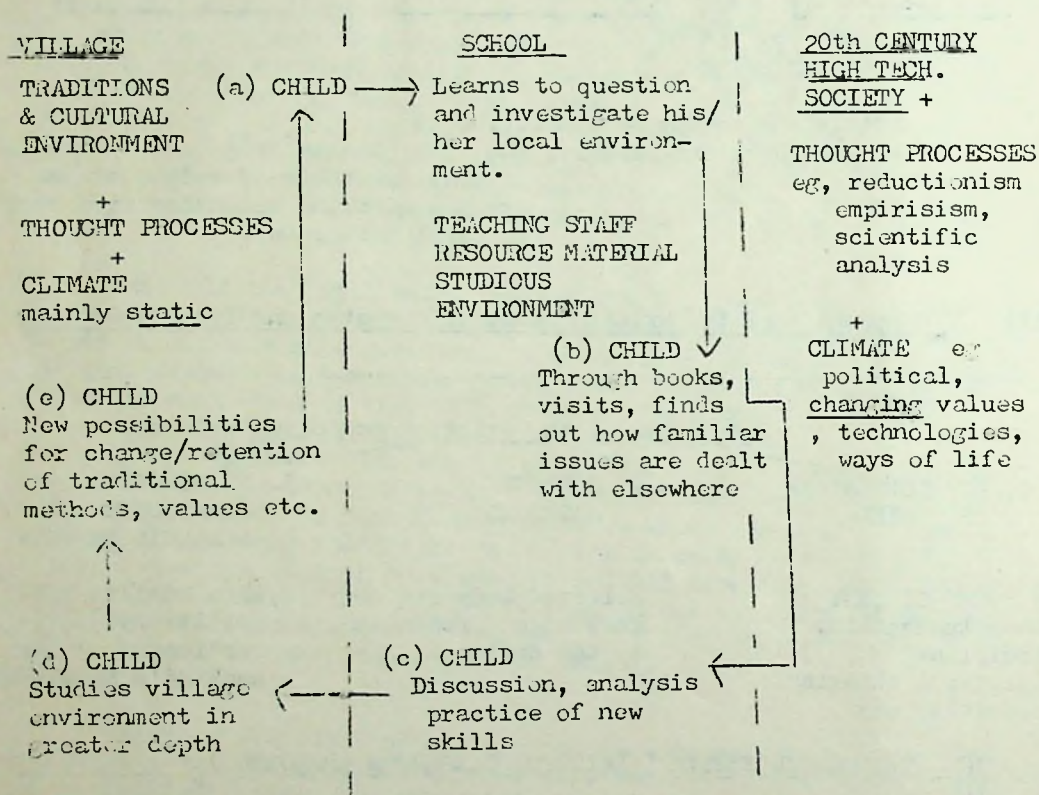 VILLAGE
TRADITIONS
& CULTURAL
ENVIRONMENT
+
THOUGHT PROCESSES
+
CLIMATE
mainly static
(a) CHILD
SCHOOL
Learns to question
and investigate his/
her local environ-
ment.
TEACHING STAFF
RESOURCE MATERIAL
STUDIOUS
ENVIRONMENT
(b) CHILD
Through books,
visits, finds
out how familiar
issues are dealt
with elsewhere
20th CENTURY
HIGH TECH.
SOCIETY +
THOUGHT PROCESSES
eg, reductionism
empirisism,
scientific
analysis
+
CLIMATE eg
political,
changing values
, technologies,
ways of life
(c) CHILD
Discussion, analysis
practice of new
skills
(d) CHILD
Studies village
environment in
greater depth
(e) CHILD
New possibilities
for change/retention
of traditional
methods, values etc.